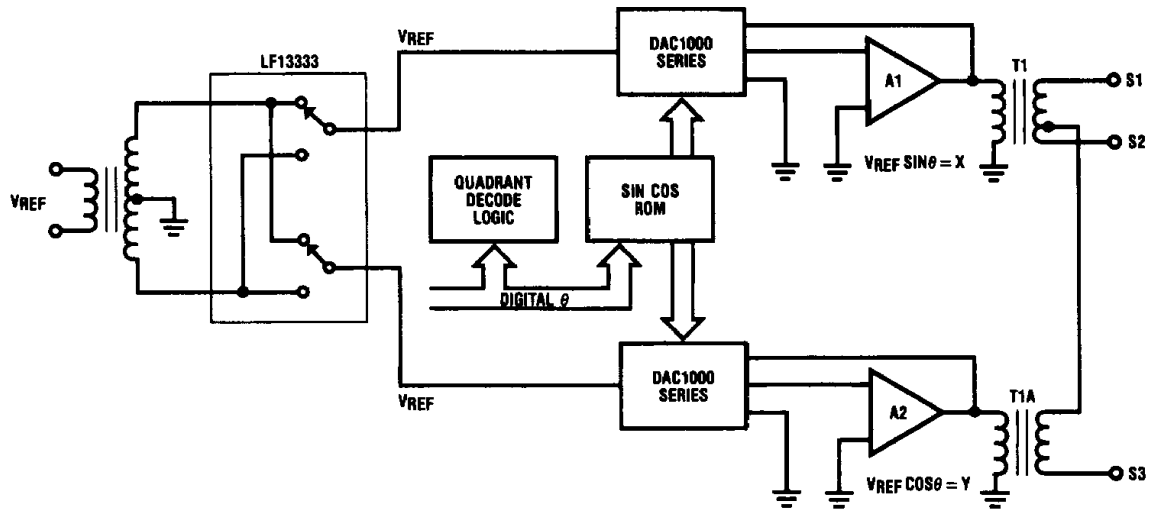 LF13333
VREF
DAC1000
SERIES
A1
T1
S1
S2
VREF SINθ = X
VREF
QUADRANT
DECODE
LOGIC
SIN COS
ROM
DIGITAL θ
VREF
DAC1000
SERIES
A2
T1A
S3
VREF COSθ = Y